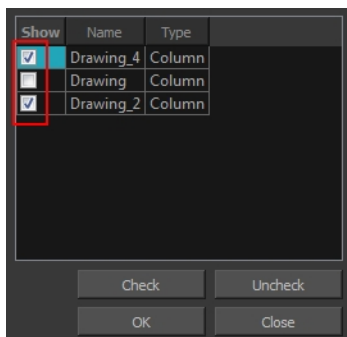 Show Name Type
Drawing_4 Column
Drawing Column
Drawing_2 Column
Check Uncheck
OK Close